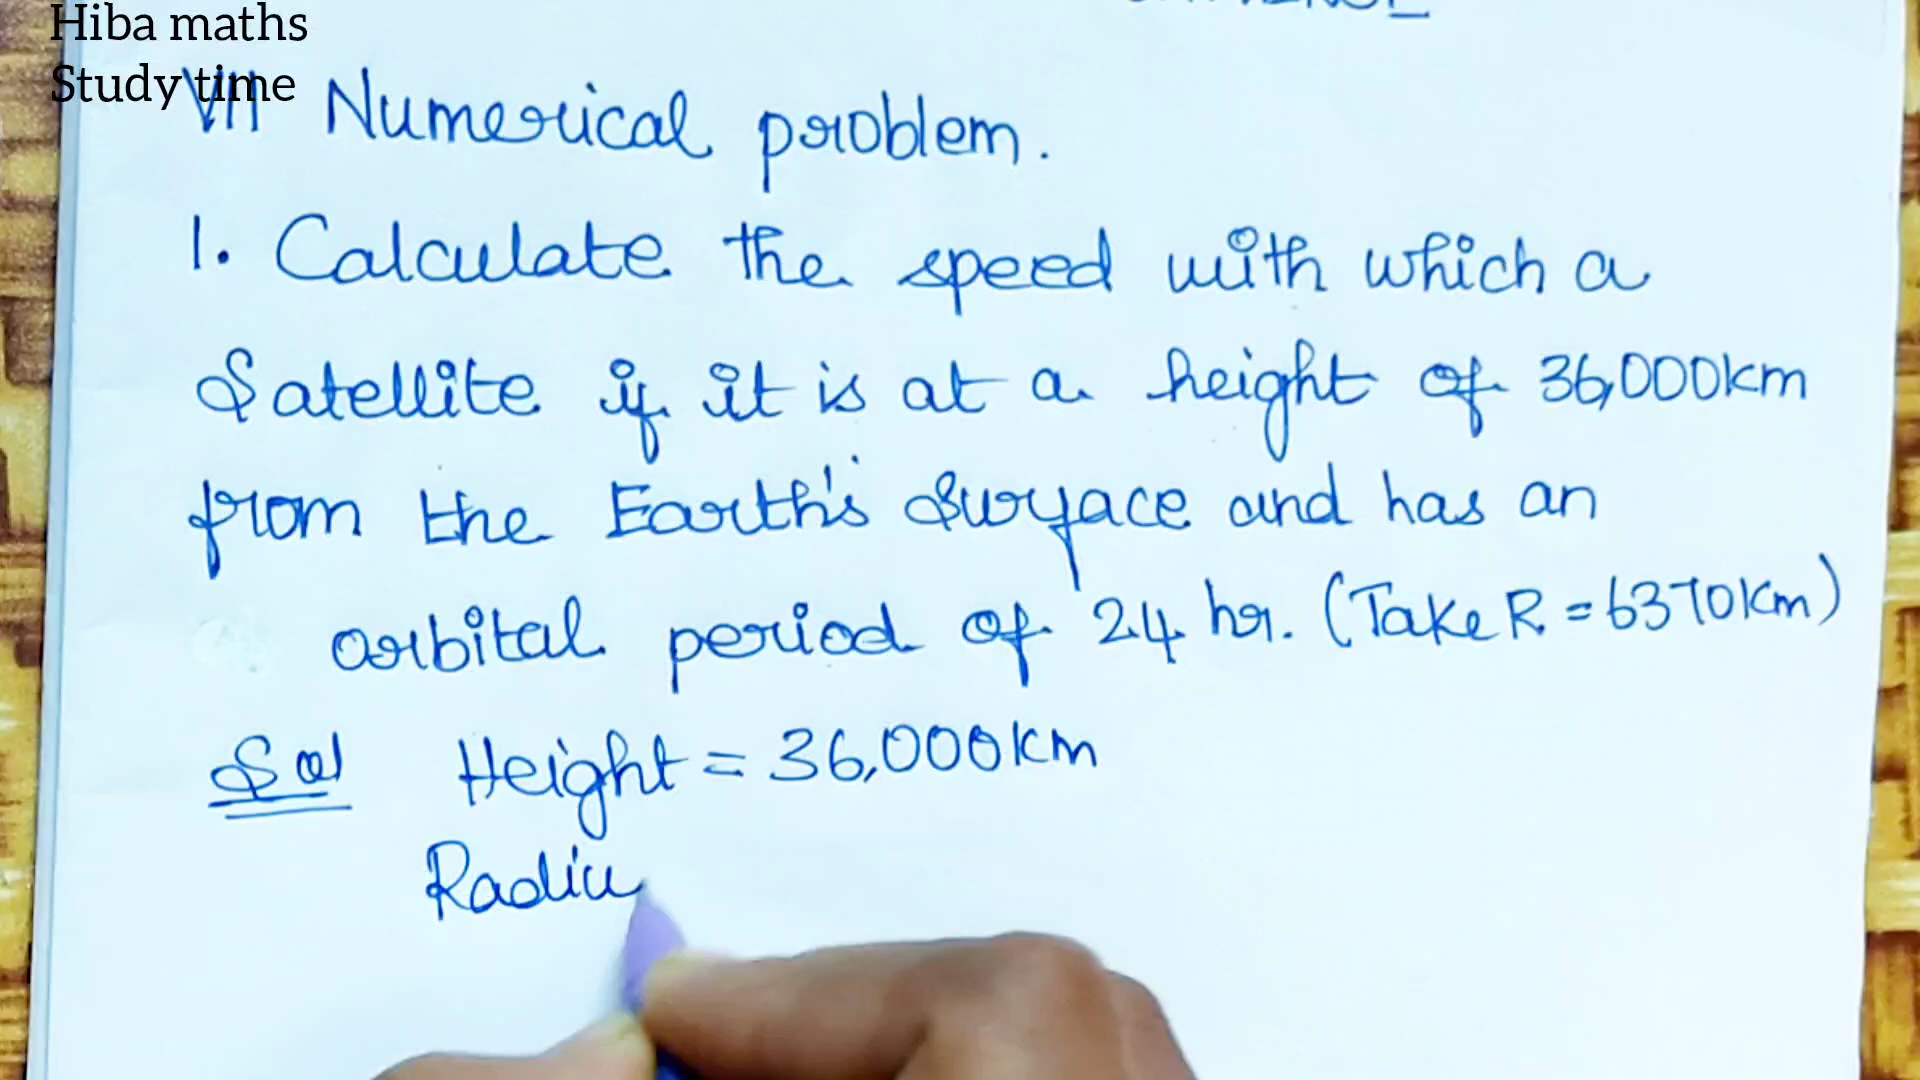 Hiba maths
Study time
VII Numerical problem.
1. Calculate the speed with which a
Satellite if it is at a height of 36,000km
from the Earth's Surface and has an
orbital period of 24 hr. (Take R = 6370km)
Sol Height = 36,000km
Radiu